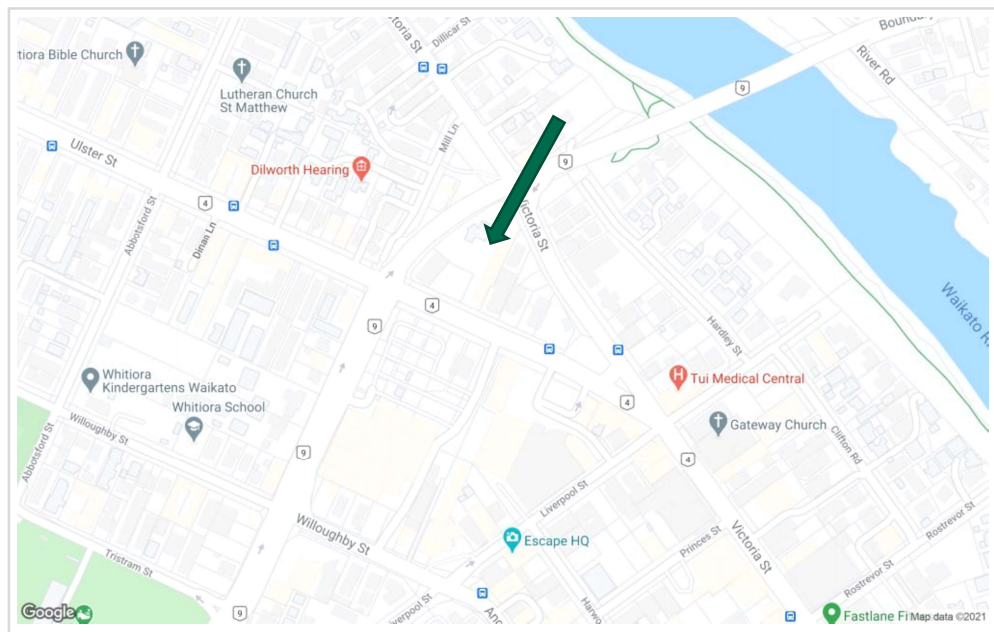 Dillicar St
Boundary
tiora Bible Church
River Rd
Lutheran Church
St Matthew
9
Mill Ln
Ulster St
9
Dilworth Hearing
4
Abbotsford St
Dinan Ln
Victoria St
4
Waikato R
9
Hardley St
Whitiora
Kindergartens Waikato
Tui Medical Central
Whitiora School
4
Willoughby St
Gateway Church
Abbotsford St
Clifton Rd
9
4
Liverpool St
Willoughby St
Victoria St
Rostrevor St
Escape HQ
Princes St
Tristram St
Rostrevor St
Liverpool St
9
Google
Fastlane Fi
Map data ©2021